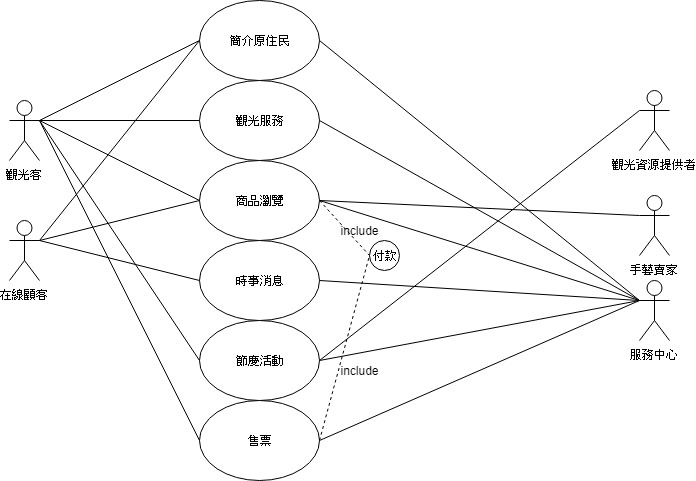 簡介原住民
觀光服務
觀光客
觀光資源提供者
商品瀏覽
include
付款
手藝賣家
在線顧客
時事消息
服務中心
節慶活動
include
售票